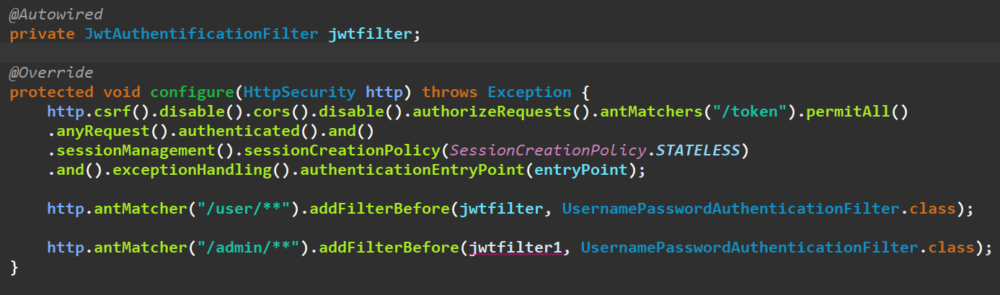 @Autowired
private JwtAuthentificationFilter jwtfilter;
@Override
protected void configure(HttpSecurity http) throws Exception {
http.csrf().disable().cors().disable().authorizeRequests().antMatchers("/token").permitAll()
.anyRequest().authenticated().and()
.sessionManagement().sessionCreationPolicy(SessionCreationPolicy.STATELESS)
.and().exceptionHandling().authenticationEntryPoint(entryPoint);
http.antMatcher("/user/**").addFilterBefore(jwtfilter, UsernamePasswordAuthenticationFilter.class);
http.antMatcher("/admin/**").addFilterBefore(jwtfilter1, UsernamePasswordAuthenticationFilter.class);
}